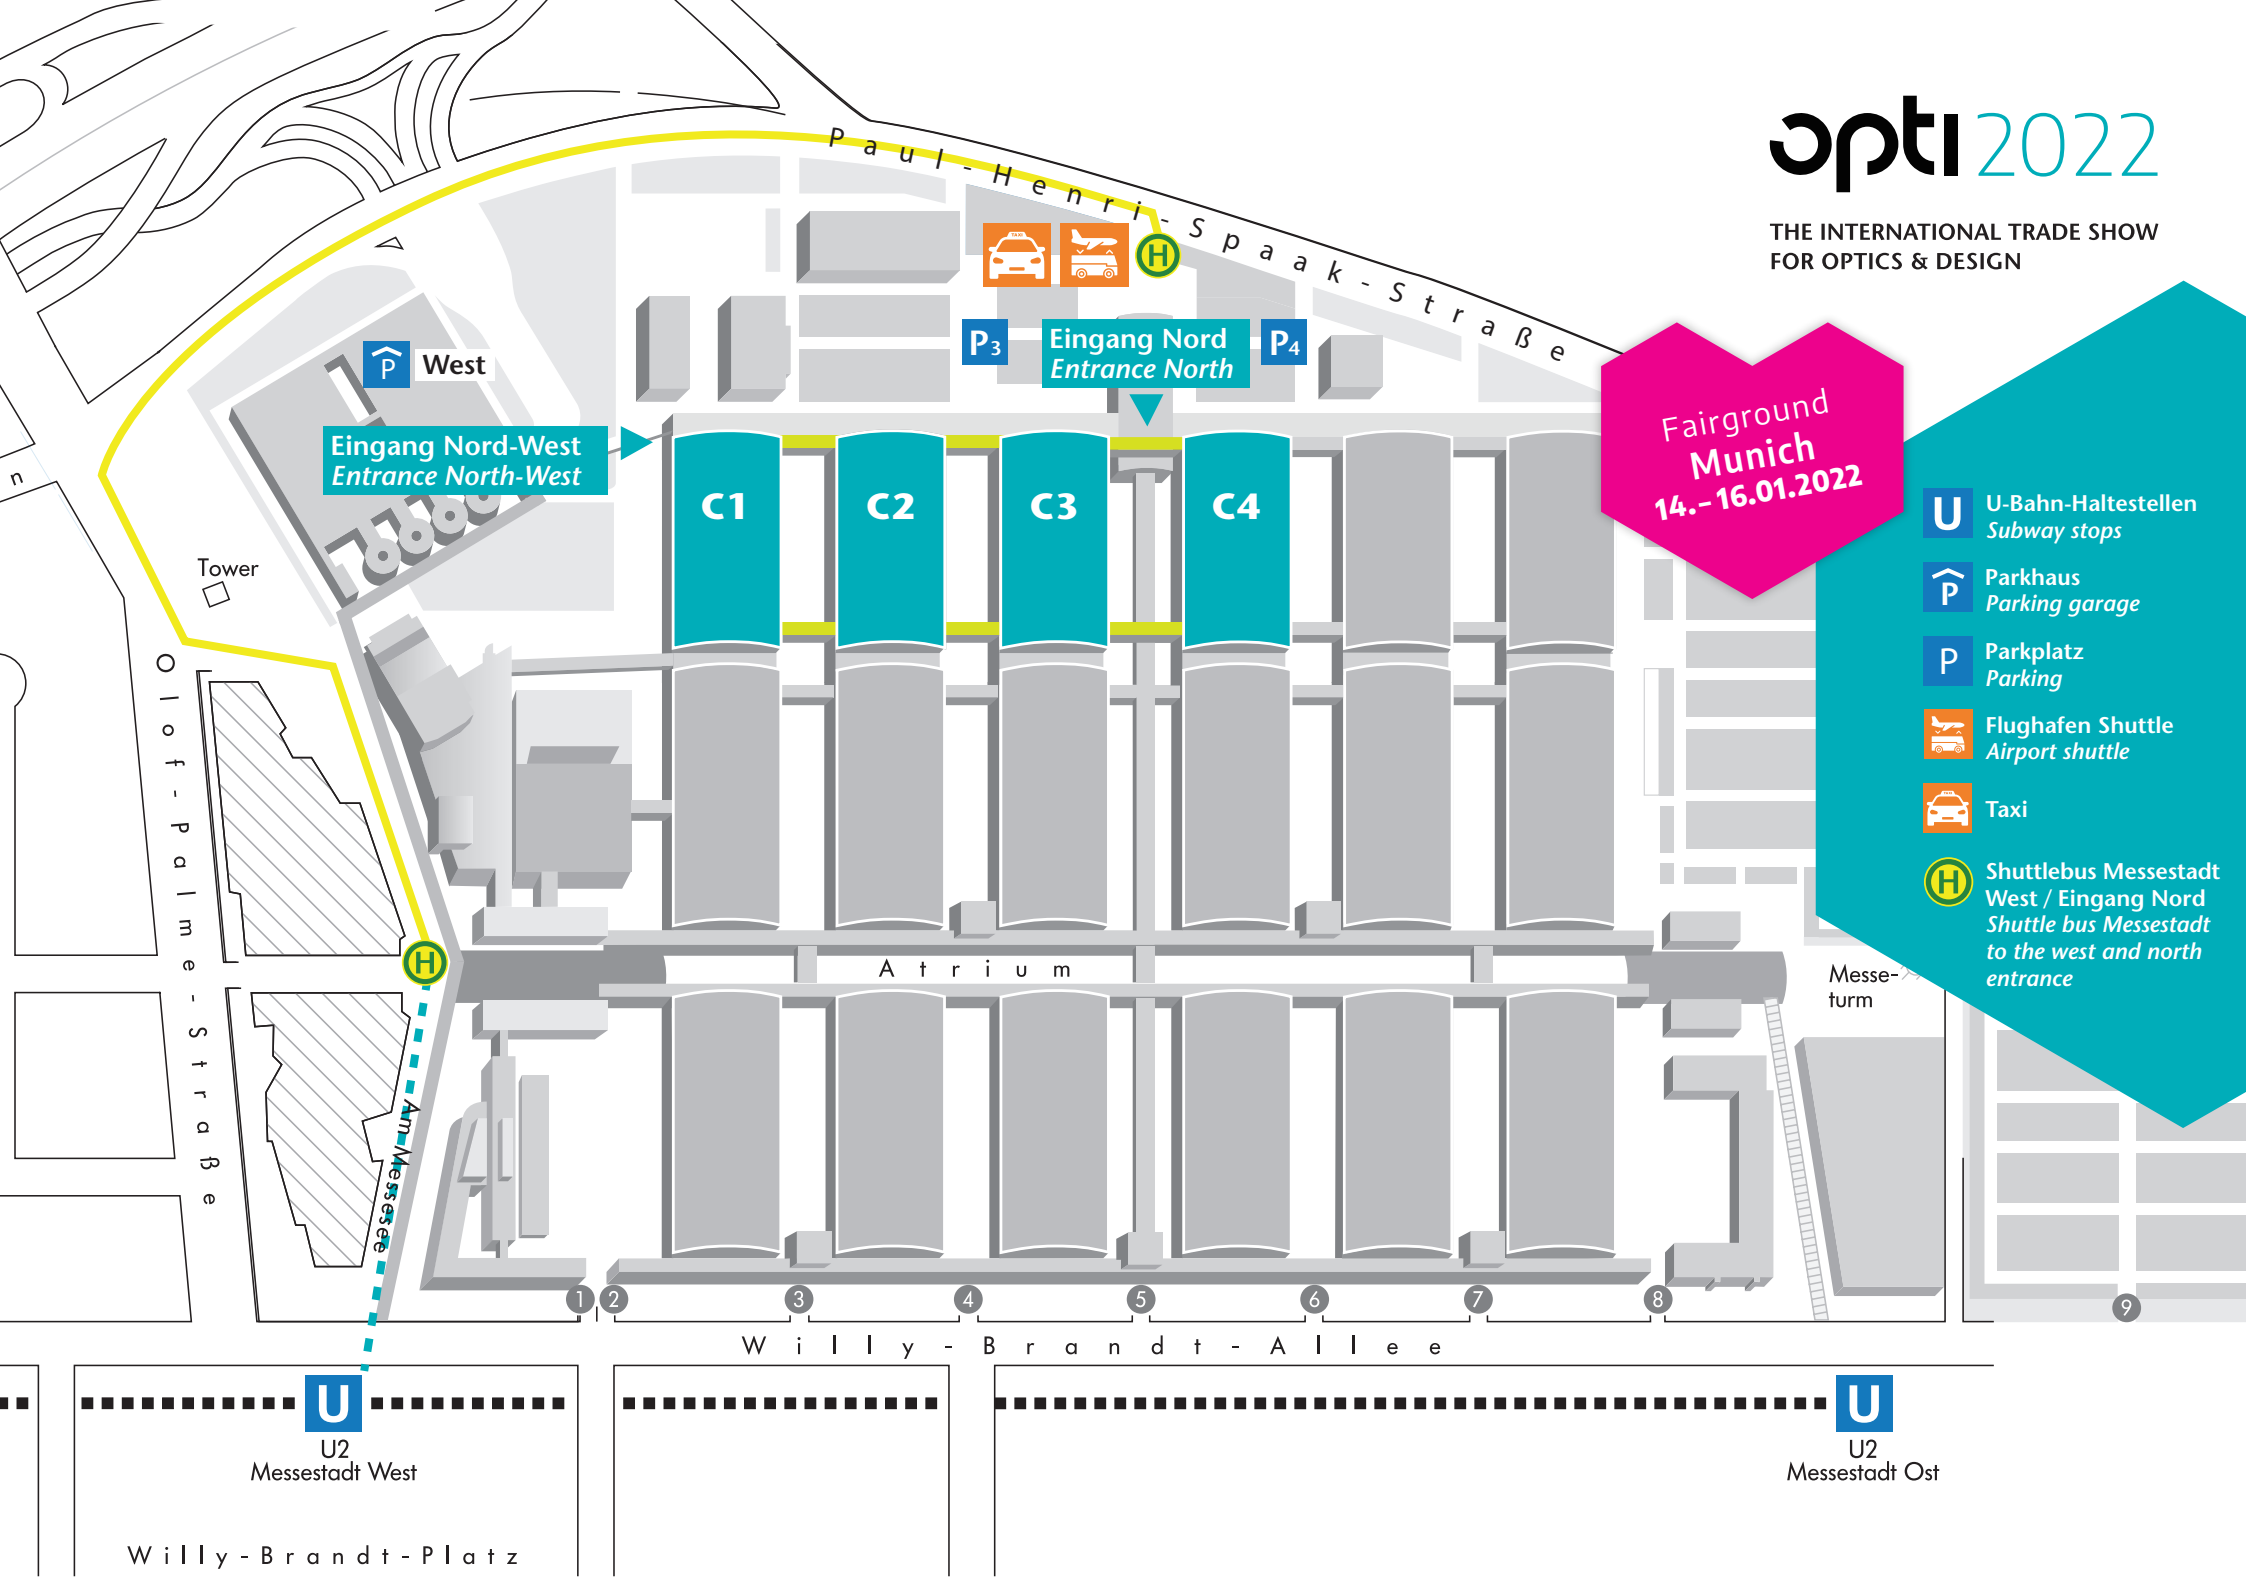 opti 2022
THE INTERNATIONAL TRADE SHOW
FOR OPTICS & DESIGN
Fairground
Munich
14.–16.01.2022
Paul-Henri-Spaak-Straße
TAXI
H
P
West
P3
Eingang Nord
Entrance North
P4
Eingang Nord-West
Entrance North-West
C1
C2
C3
C4
n
Tower
Olof-Palme-Straße
H
Atrium
Messe-
turm
Am Messesee
1
2
3
4
5
6
7
8
9
Willy-Brandt-Allee
U
U2
Messestadt West
U
U2
Messestadt Ost
Willy-Brandt-Platz
U
U-Bahn-Haltestellen
Subway stops
P
Parkhaus
Parking garage
P
Parkplatz
Parking
Flughafen Shuttle
Airport shuttle
TAXI
Taxi
H
Shuttlebus Messestadt
West / Eingang Nord
Shuttle bus Messestadt
to the west and north
entrance